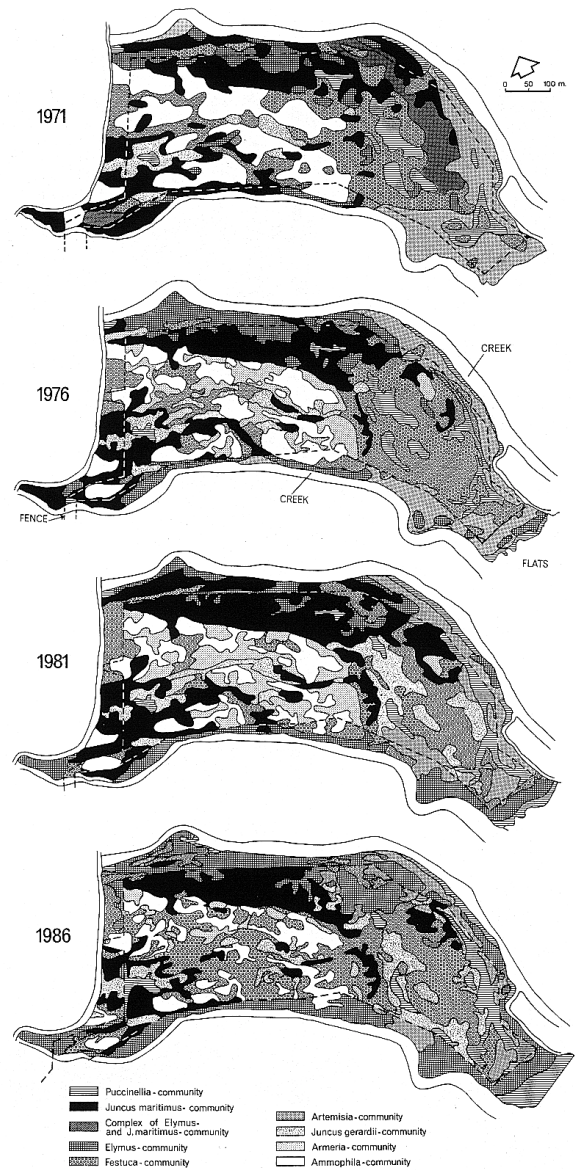 1971
0 50 100 m.
1976
CREEK
CREEK
FENCE
FLATS
1981
1986
Puccinellia-community
Juncus maritimus-community
Complex of Elymus-
and J. maritimus-community
Elymus-community
Festuca-community
Artemisia-community
Juncus gerardii-community
Armeria-community
Ammophila-community